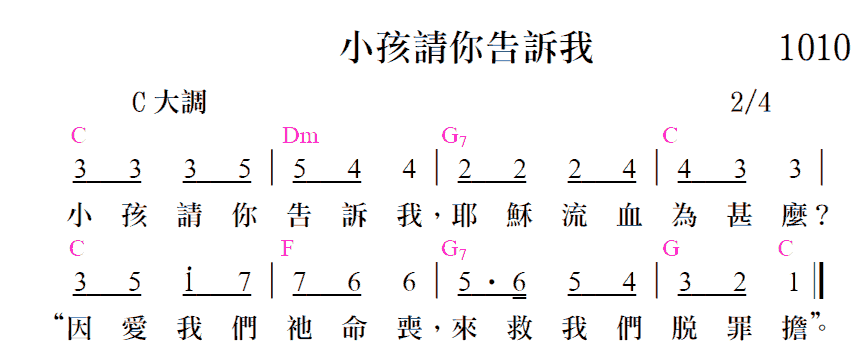 小孩請你告訴我 1010
C 大調 2/4
C Dm G7 C
3 3 3 5 | 5 4 4 | 2 2 2 4 | 4 3 3 |
小孩請你告訴我，耶穌流血為甚麼？
C F G7 G C
3 5 i 7 | 7 6 6 | 5 · 6 5 4 | 3 2 1 ‖
“因愛我們祂命喪，來救我們脫罪擔”。